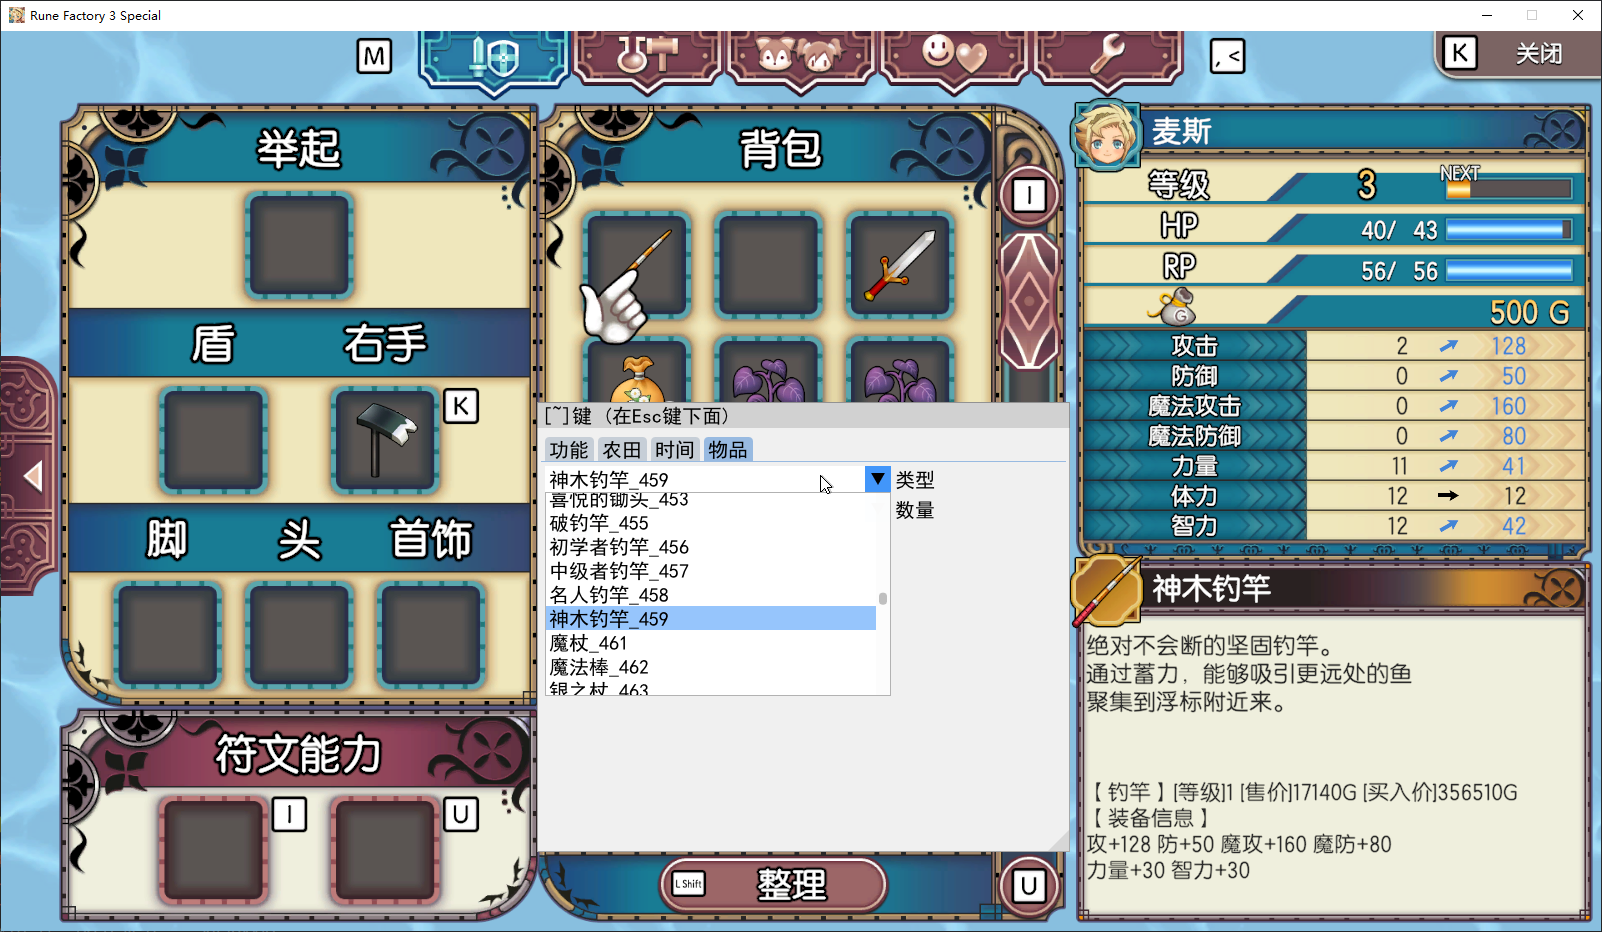 Rune Factory 3 Special
M
, <
K
关闭
举起
背包
I
麦斯
等级
3
NEXT
HP
40/ 43
RP
56/ 56
G
500 G
盾
右手
K
攻击
2
128
防御
0
50
魔法攻击
0
160
魔法防御
0
80
力量
11
41
体力
12
12
智力
12
42
[~]键 (在Esc键下面)
功能
农田
时间
物品
神木钓竿_459
类型
数量
喜悦的锄头_453
破钓竿_455
初学者钓竿_456
中级者钓竿_457
名人钓竿_458
神木钓竿_459
魔杖_461
魔法棒_462
银之杖_463
脚
头
首饰
符文能力
I
U
L Shift
整理
U
神木钓竿
绝对不会断的坚固钓竿。
通过蓄力，能够吸引更远处的鱼
聚集到浮标附近来。
【 钓竿 】[等级]1 [售价]17140G [买入价]356510G
【 装备信息 】
攻+128 防+50 魔攻+160 魔防+80
力量+30 智力+30